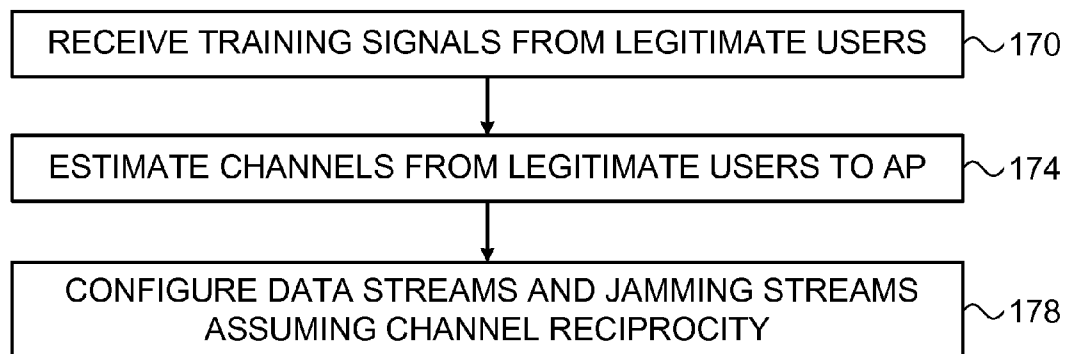 RECEIVE TRAINING SIGNALS FROM LEGITIMATE USERS
170
ESTIMATE CHANNELS FROM LEGITIMATE USERS TO AP
174
CONFIGURE DATA STREAMS AND JAMMING STREAMS
ASSUMING CHANNEL RECIPROCITY
178